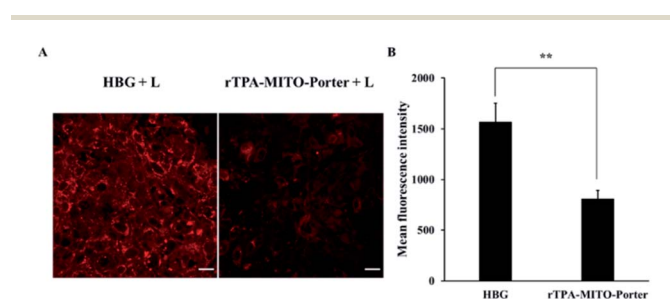 A
HBG + L
rTPA-MITO-Porter + L
B
**
Mean fluorescence intensity
2000
1500
1000
500
0
HBG
rTPA-MITO-Porter